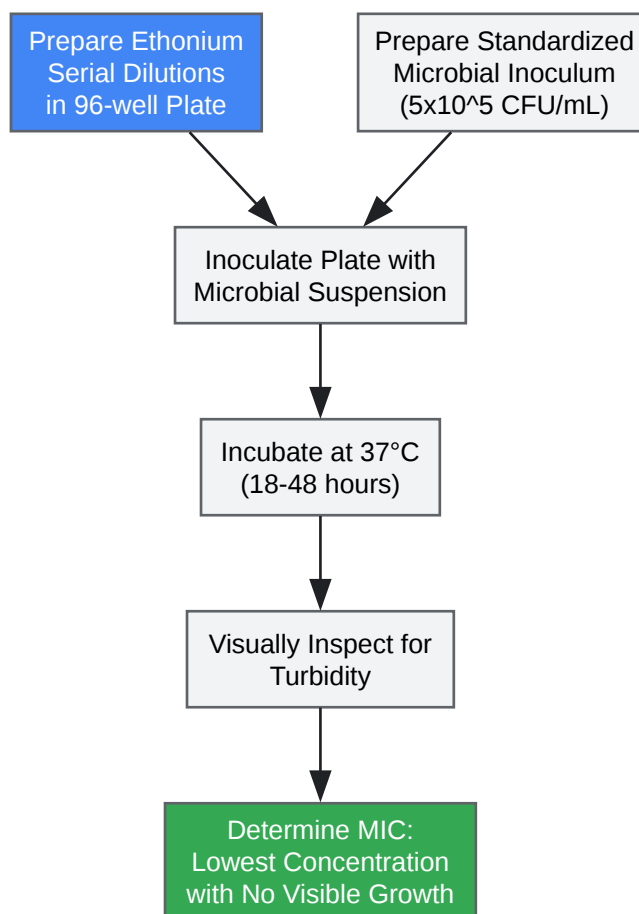 Prepare Ethonium
Serial Dilutions
in 96-well Plate
Prepare Standardized
Microbial Inoculum
(5x10^5 CFU/mL)
Inoculate Plate with
Microbial Suspension
Incubate at 37°C
(18-48 hours)
Visually Inspect for
Turbidity
Determine MIC:
Lowest Concentration
with No Visible Growth